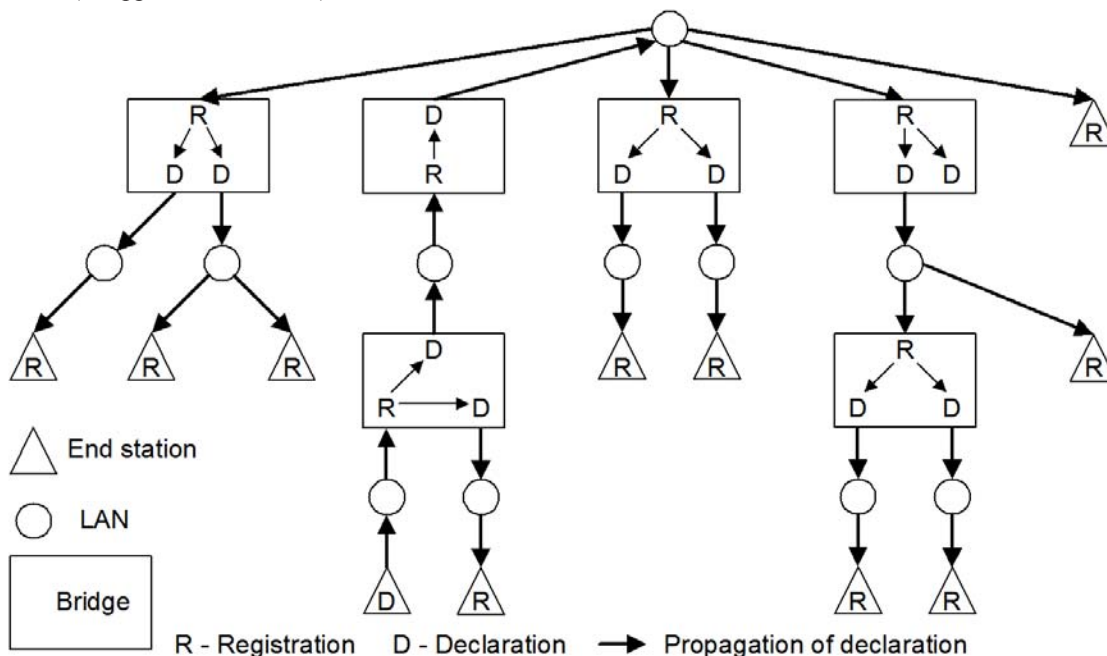 R D R R R
D D R D D D D
D R
R R R R R R
R D D D
End station
LAN
D R R R
Bridge
R - Registration D - Declaration Propagation of declaration